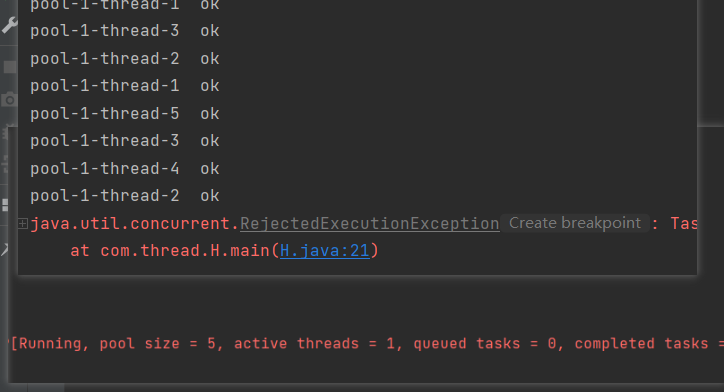 pool-1-thread-1 ok
pool-1-thread-3 ok
pool-1-thread-2 ok
pool-1-thread-1 ok
pool-1-thread-5 ok
pool-1-thread-3 ok
pool-1-thread-4 ok
pool-1-thread-2 ok
java.util.concurrent.RejectedExecutionException Create breakpoint : Tas
at com.thread.H.main(H.java:21)
[Running, pool size = 5, active threads = 1, queued tasks = 0, completed tasks =